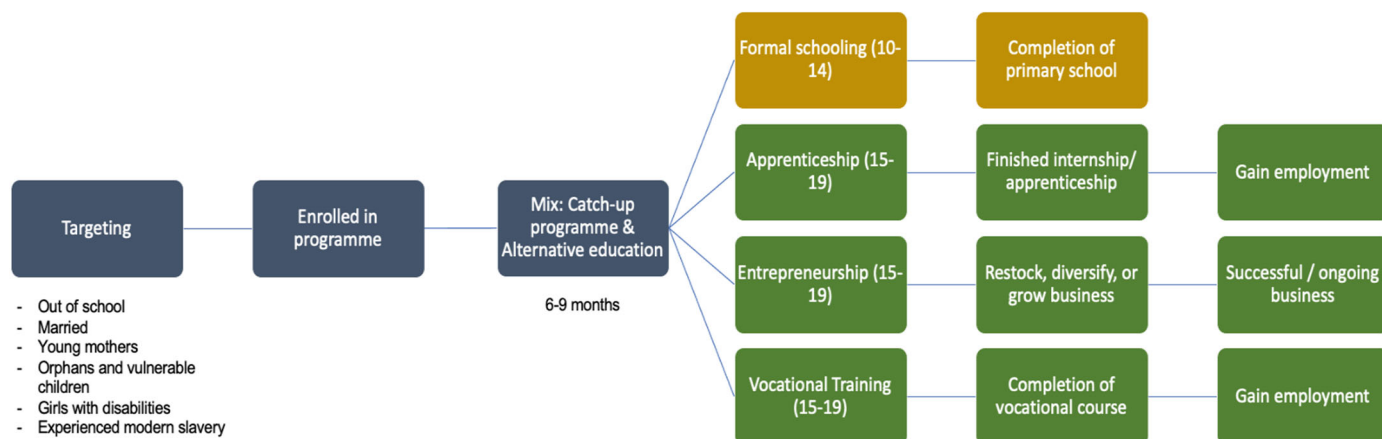 Targeting
- Out of school
- Married
- Young mothers
- Orphans and vulnerable
children
- Girls with disabilities
- Experienced modern slavery
Enrolled in
programme
Mix: Catch-up
programme &
Alternative education
6-9 months
Formal schooling (10-
14)
Completion of
primary school
Apprenticeship (15-
19)
Finished internship/
apprenticeship
Gain employment
Entrepreneurship (15-
19)
Restock, diversify, or
grow business
Successful / ongoing
business
Vocational Training
(15-19)
Completion of
vocational course
Gain employment